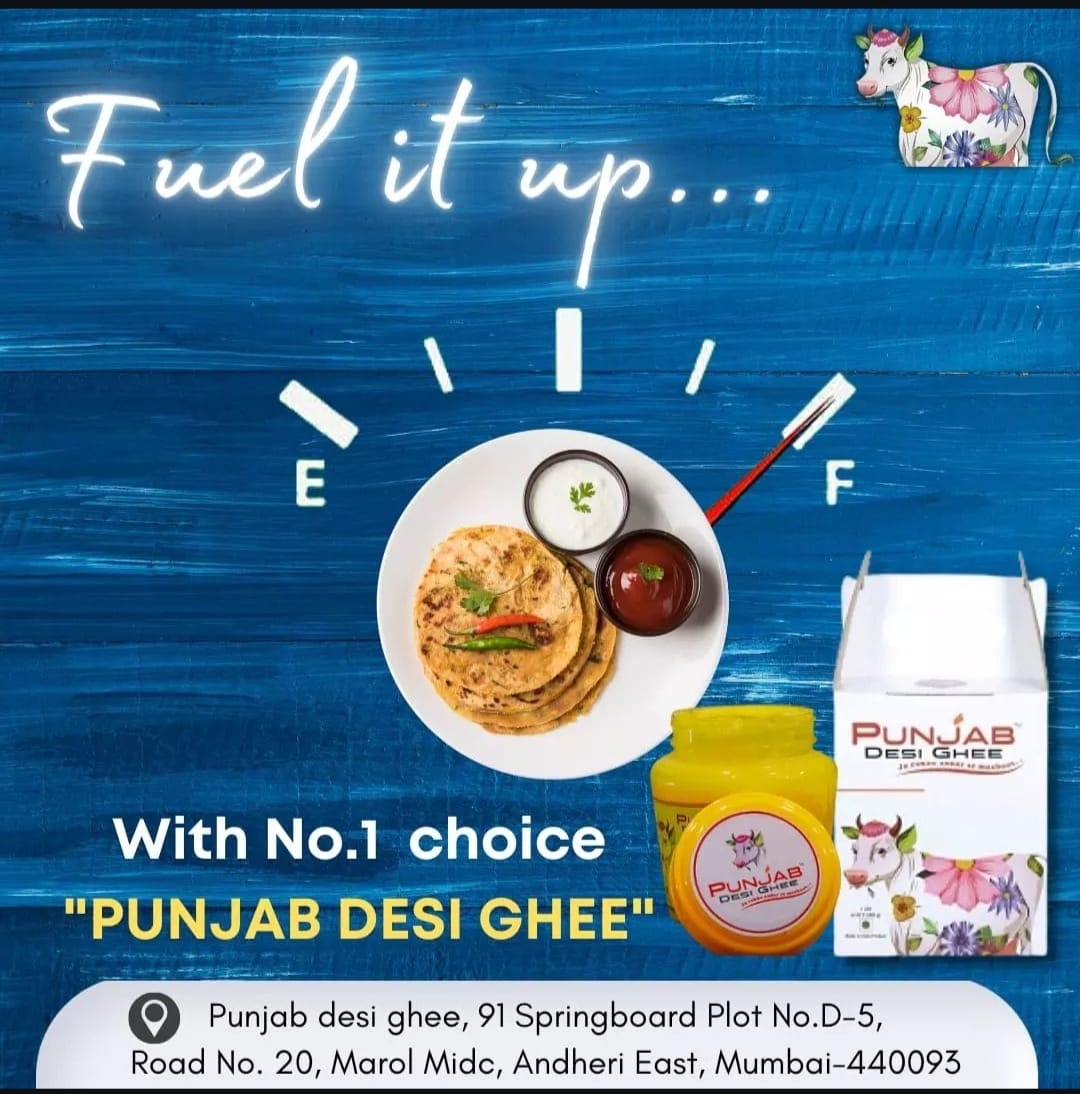 Fuel it up...
E
F
PUNJAB
DESI GHEE
PUNJAB
DESI GHEE
With No.1 choice
"PUNJAB DESI GHEE"
Punjab desi ghee, 91 Springboard Plot No.D-5,
Road No. 20, Marol Midc, Andheri East, Mumbai-440093